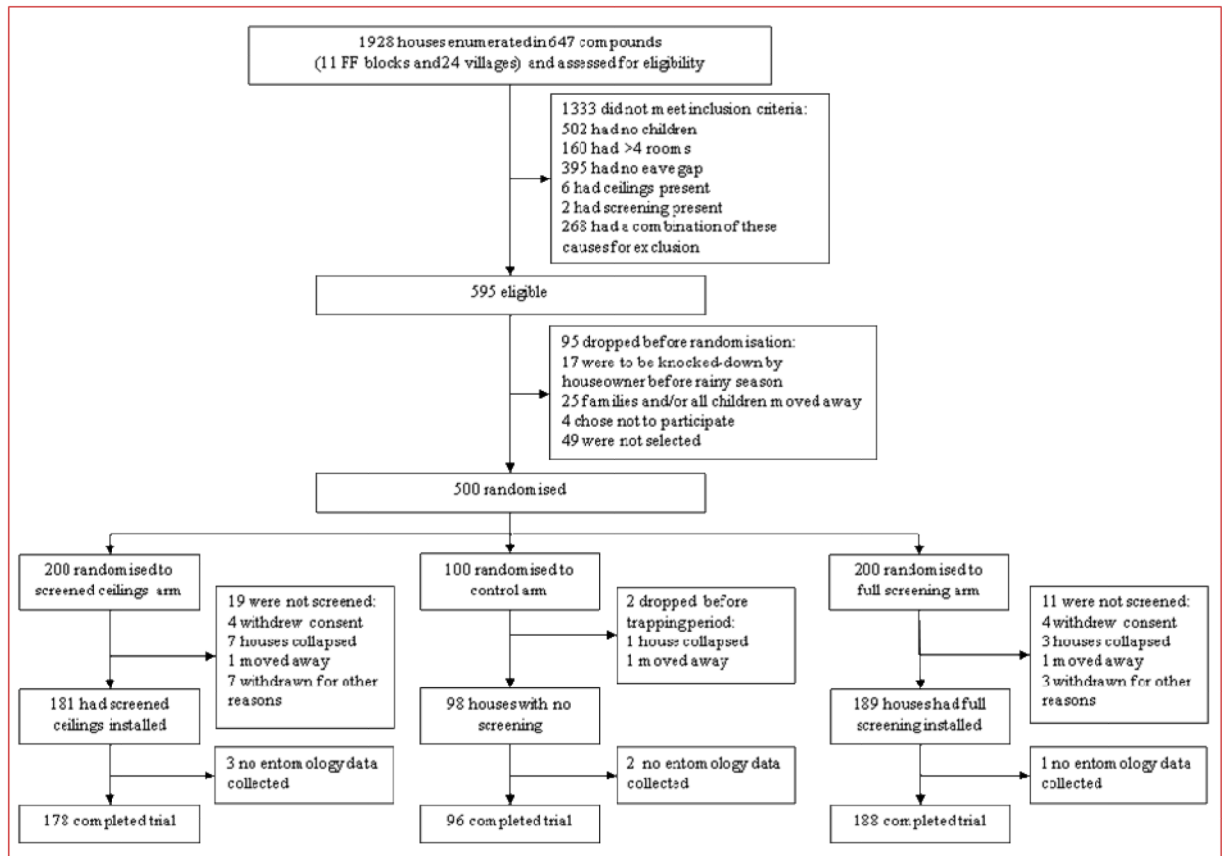 1928 houses enumerated in 647 compounds
(11 FF blocks and 24 villages) and assessed for eligibility
1333 did not meet inclusion criteria:
502 had no children
160 had >4 rooms
395 had no eave gap
6 had ceilings present
2 had screening present
268 had a combination of these
causes for exclusion
595 eligible
95 dropped before randomisation:
17 were to be knocked-down by
houseowner before rainy season
25 families and/or all children moved away
4 chose not to participate
49 were not selected
500 randomised
200 randomised to
screened ceilings arm
19 were not screened:
4 withdrew consent
7 houses collapsed
1 moved away
7 withdrawn for other
reasons
181 had screened
ceilings installed
3 no entomology data
collected
178 completed trial
100 randomised to
control arm
2 dropped before
trapping period:
1 house collapsed
1 moved away
98 houses with no
screening
2 no entomology data
collected
96 completed trial
200 randomised to
full screening arm
11 were not screened:
4 withdrew consent
3 houses collapsed
1 moved away
3 withdrawn for other
reasons
189 houses had full
screening installed
1 no entomology data
collected
188 completed trial